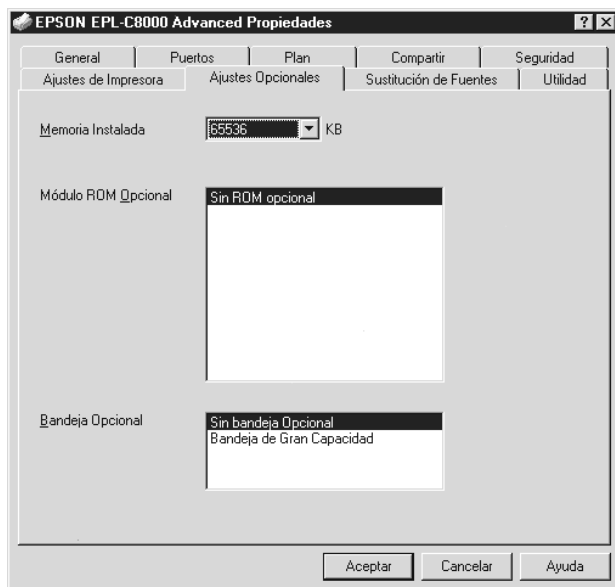 EPSON EPL-C8000 Advanced Propiedades
General Puertos Plan Compartir Seguridad
Ajustes de Impresora Ajustes Opcionales Sustitución de Fuentes Utilidad
Memoria Instalada 65536 KB
Módulo ROM Opcional Sin ROM opcional
Bandeja Opcional Sin bandeja Opcional
Bandeja de Gran Capacidad
Aceptar Cancelar Ayuda